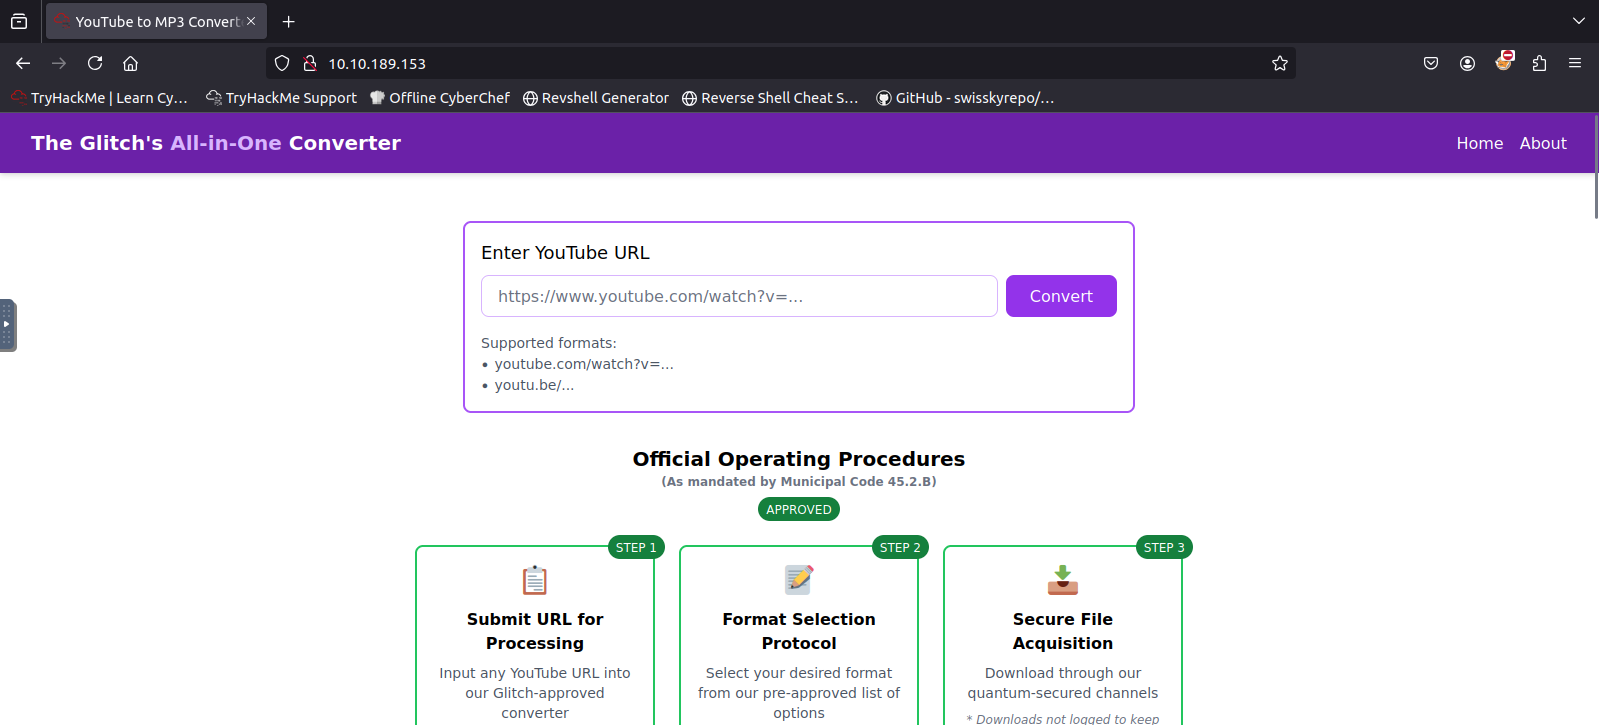 YouTube to MP3 Convert
10.10.189.153
TryHackMe | Learn Cy... TryHackMe Support Offline CyberChef Revshell Generator Reverse Shell Cheat S... GitHub - swisskyrepo/...
The Glitch's All-in-One Converter Home About
Enter YouTube URL
https://www.youtube.com/watch?v=... Convert
Supported formats:
• youtube.com/watch?v=...
• youtu.be/...
Official Operating Procedures
(As mandated by Municipal Code 45.2.B)
APPROVED
STEP 1
Submit URL for
Processing
Input any YouTube URL into
our Glitch-approved
converter
STEP 2
Format Selection
Protocol
Select your desired format
from our pre-approved list of
options
STEP 3
Secure File
Acquisition
Download through our
quantum-secured channels
* Downloads not logged to keep